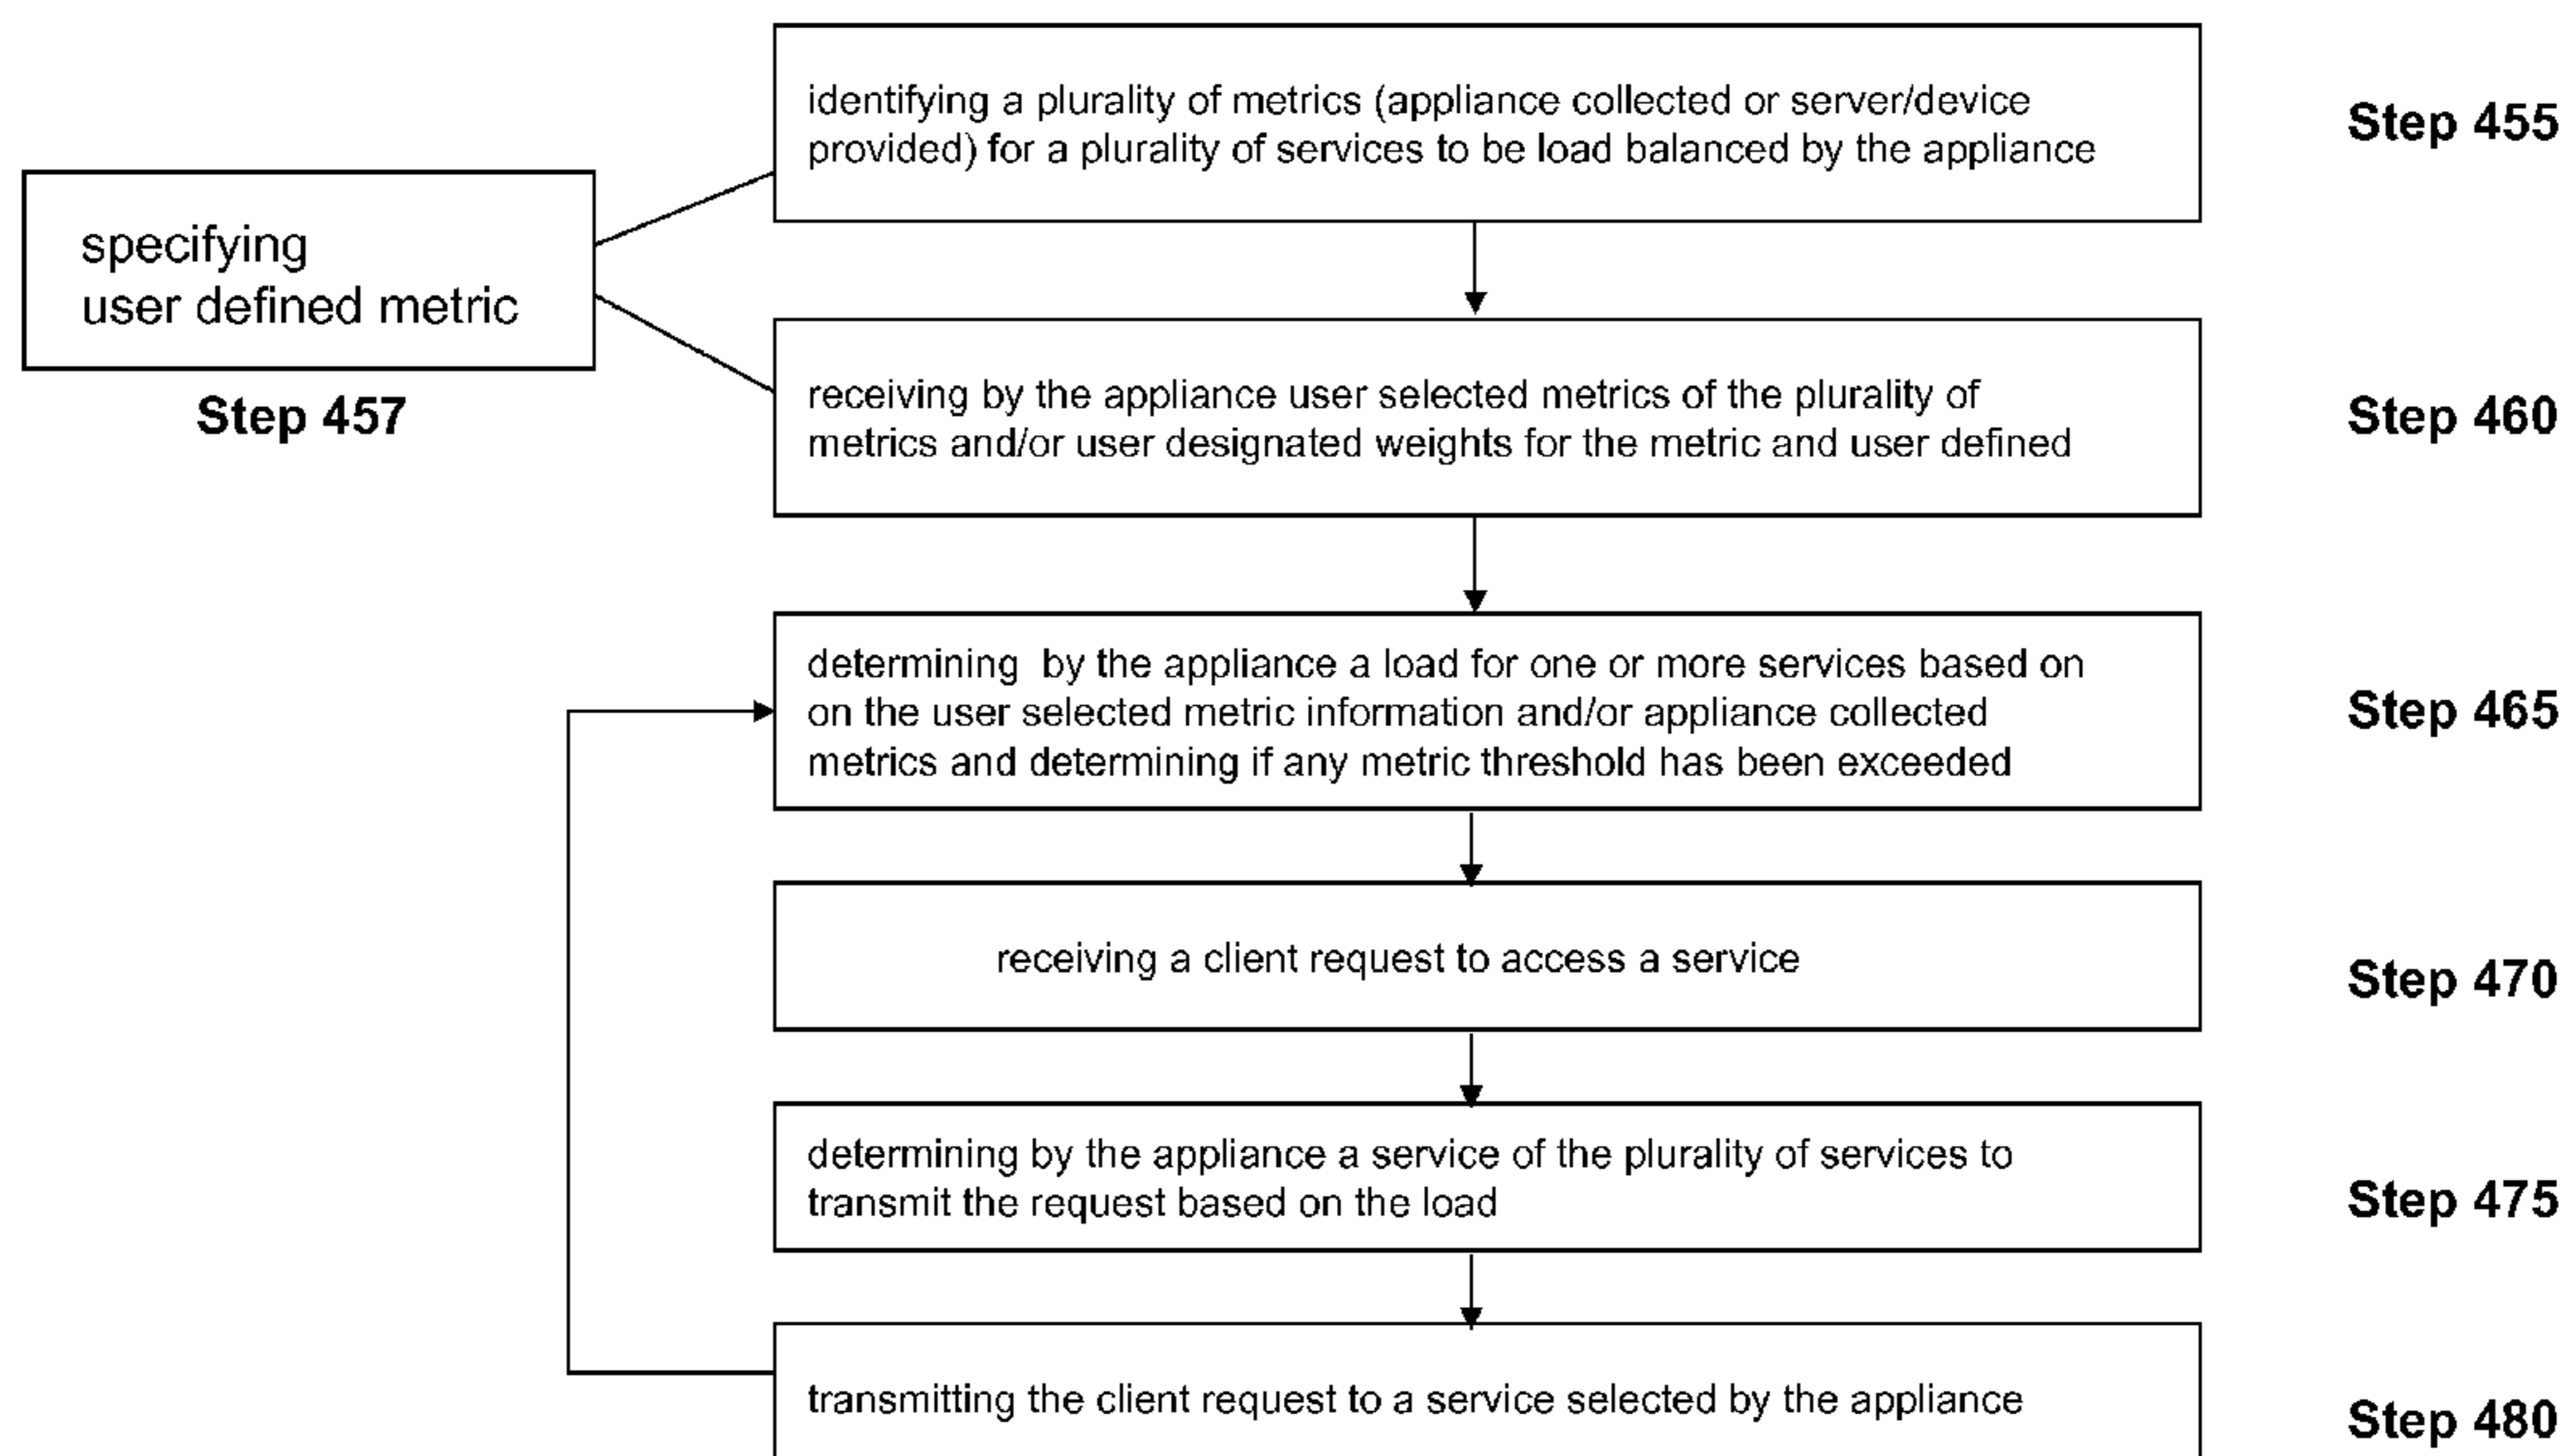 identifying a plurality of metrics (appliance collected or server/device
provided) for a plurality of services to be load balanced by the appliance
Step 455
specifying
user defined metric
Step 457
receiving by the appliance user selected metrics of the plurality of
metrics and/or user designated weights for the metric and user defined
Step 460
determining by the appliance a load for one or more services based on
on the user selected metric information and/or appliance collected
metrics and determining if any metric threshold has been exceeded
Step 465
receiving a client request to access a service
Step 470
determining by the appliance a service of the plurality of services to
transmit the request based on the load
Step 475
transmitting the client request to a service selected by the appliance
Step 480